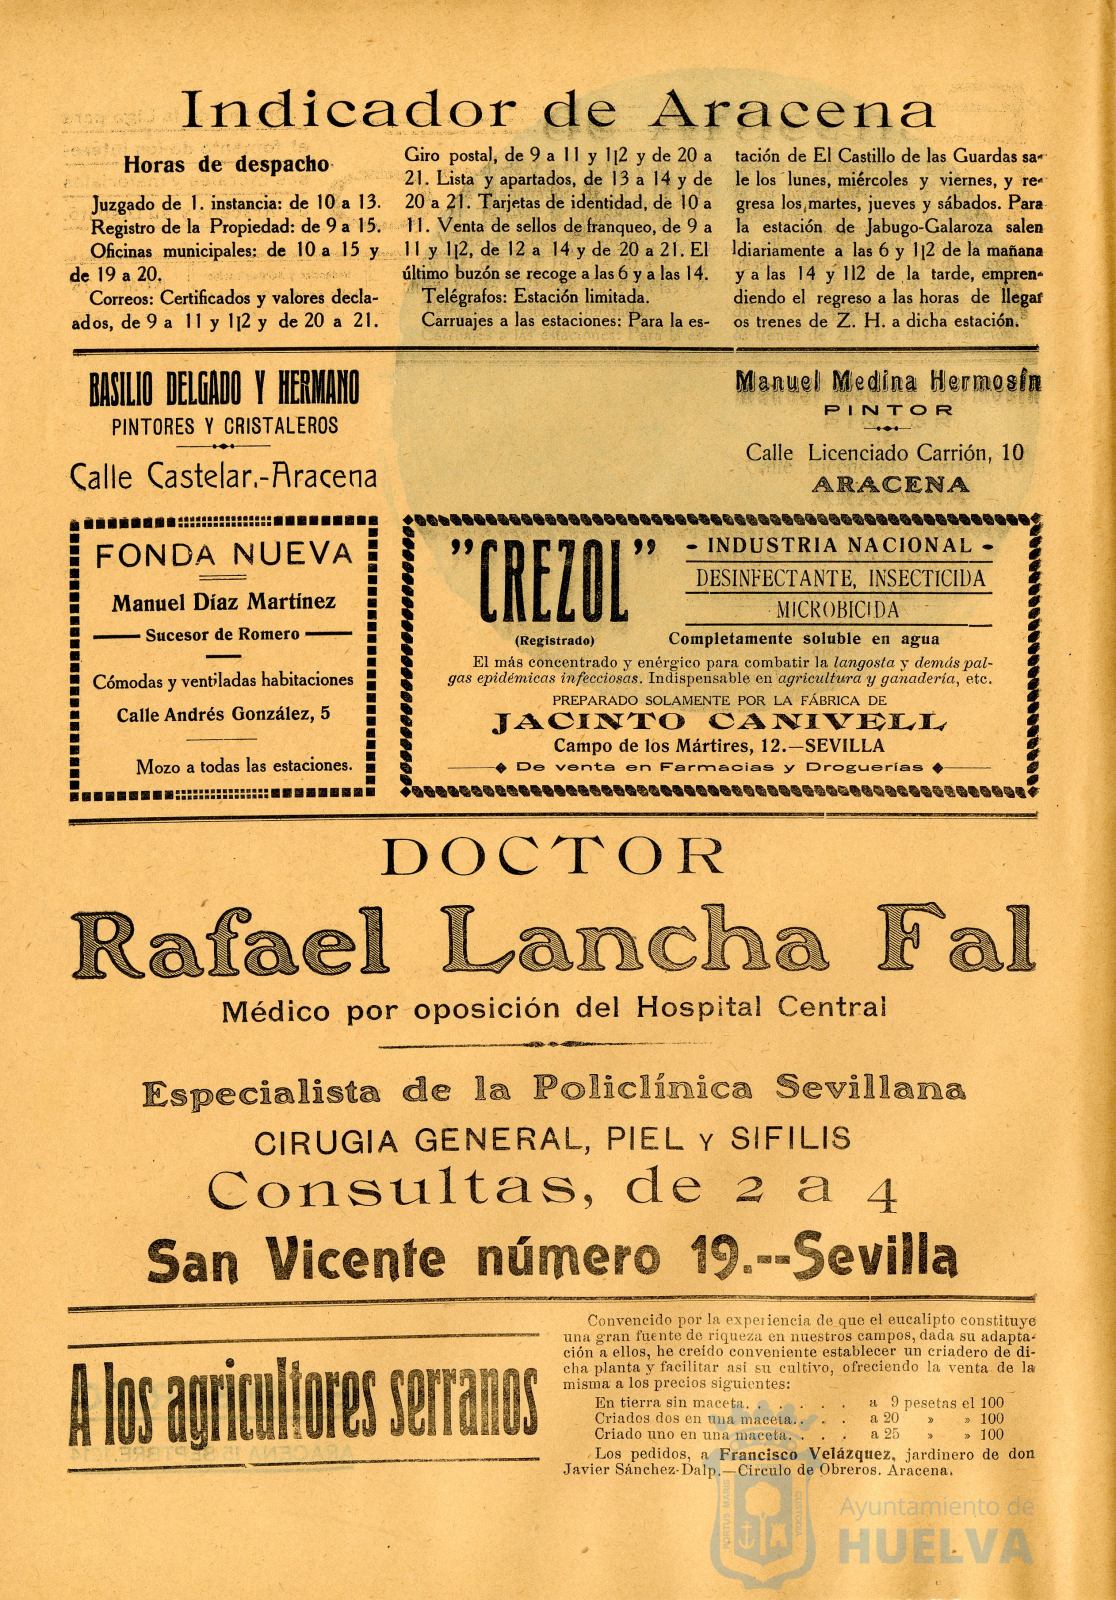 Indicador de Aracena
Horas de despacho
Juzgado de 1. instancia: de 10 a 13.
Registro de la Propiedad: de 9 a 15.
Oficinas municipales: de 10 a 15 y
de 19 a 20.
Correos: Certificados y valores decla-
ados, de 9 a 11 y 1|2 y de 20 a 21.
Giro postal, de 9 a 11 y 1|2 y de 20 a
21. Lista y apartados, de 13 a 14 y de
20 a 21. Tarjetas de identidad, de 10 a
11. Venta de sellos de franqueo, de 9 a
11 y 1|2, de 12 a 14 y de 20 a 21. El
último buzón se recoge a las 6 y a las 14.
Telégrafos: Estación limitada.
Carruajes a las estaciones: Para la es-
tación de El Castillo de las Guardas sa-
le los lunes, miércoles y viernes, y re-
gresa los martes, jueves y sábados. Para
la estación de Jabugo-Galaroza salen
diariamente a las 6 y 1|2 de la mañana
y a las 14 y 112 de la tarde, empren-
diendo el regreso a las horas de llegar
os trenes de Z. H. a dicha estación.
BASILIO DELGADO Y HERMANO
PINTORES Y CRISTALEROS
Calle Castelar.-Aracena
Manuel Medina Hermosín
PINTOR
Calle Licenciado Carrión, 10
ARACENA
FONDA NUEVA
Manuel Díaz Martínez
Sucesor de Romero
Cómodas y ventiladas habitaciones
Calle Andrés González, 5
Mozo a todas las estaciones.
"CREZOL"
(Registrado)
- INDUSTRIA NACIONAL -
DESINFECTANTE, INSECTICIDA
MICROBICIDA
Completamente soluble en agua
El más concentrado y enérgico para combatir la langosta y demás pal-
gas epidémicas infecciosas. Indispensable en agricultura y ganadería, etc.
PREPARADO SOLAMENTE POR LA FÁBRICA DE
JACINTO CANIVELL
Campo de los Mártires, 12.—SEVILLA
De venta en Farmacias y Droguerías
DOCTOR
Rafael Lancha Fal
Médico por oposición del Hospital Central
Especialista de la Policlínica Sevillana
CIRUGIA GENERAL, PIEL Y SIFILIS
Consultas, de 2 a 4
San Vicente número 19.--Sevilla
A los agricultores serranos
Convencido por la experiencia de que el eucalipto constituye
una gran fuente de riqueza en nuestros campos, dada su adapta-
ción a ellos, he creído conveniente establecer un criadero de di-
cha planta y facilitar así su cultivo, ofreciendo la venta de la
misma a los precios siguientes:
En tierra sin maceta. . . . . . a 9 pesetas el 100
Criados dos en una maceta. . . . a 20 » » 100
Criado uno en una maceta. . . . a 25 » » 100
Los pedidos, a Francisco Velázquez, jardinero de don
Javier Sánchez-Dalp.—Circulo de Obreros. Aracena.
PORTUS MARIS
CUSTODIA
Ayuntamiento de
HUELVA